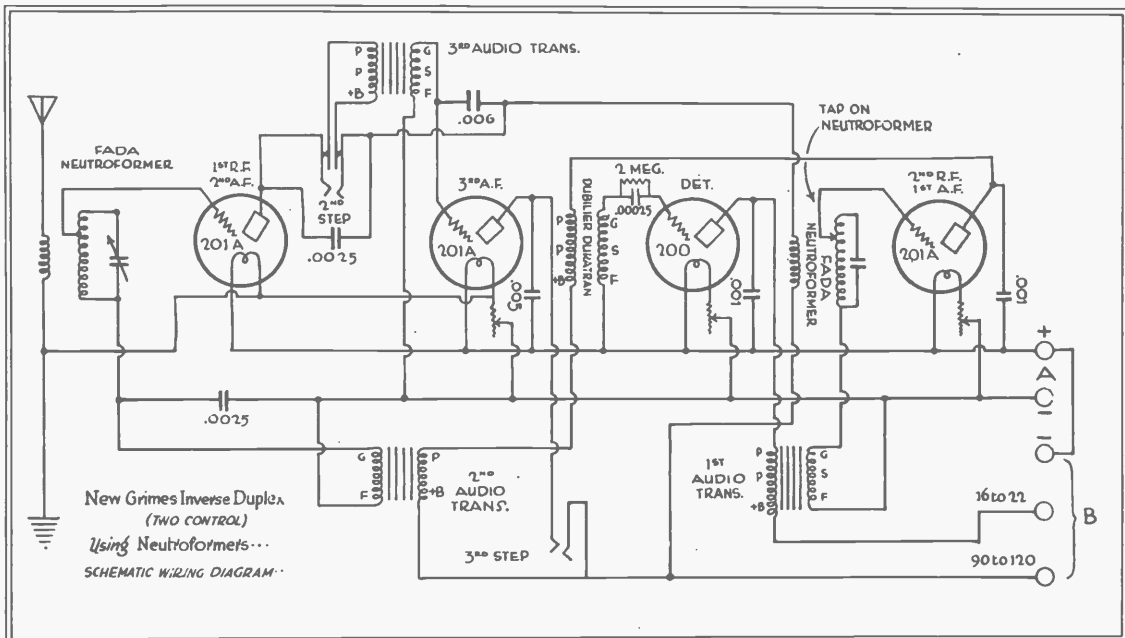 P
P
+B
G
S
F
3RD AUDIO TRANS.
.006
TAP ON
NEUTROFORMER
FADA
NEUTROFORMER
1ST R.F.
2ND A.F.
201A
2ND
STEP
.0025
3RD A.F.
201A
.005
P
P
+B
DUBILIER DURATRAN
G
S
F
2 MEG.
.00025
DET.
200
.001
FADA
NEUTROFORMER
2ND R.F.
1ST A.F.
201A
.001
+
A
−
−
.0025
G
F
P
+B
2ND
AUDIO
TRANS.
1ST
AUDIO
TRANS.
P
P
+B
G
S
F
16 to 22
B
90 to 120
3RD STEP
New Grimes Inverse Duplex
(TWO CONTROL)
Using Neutroformers...
SCHEMATIC WIRING DIAGRAM..